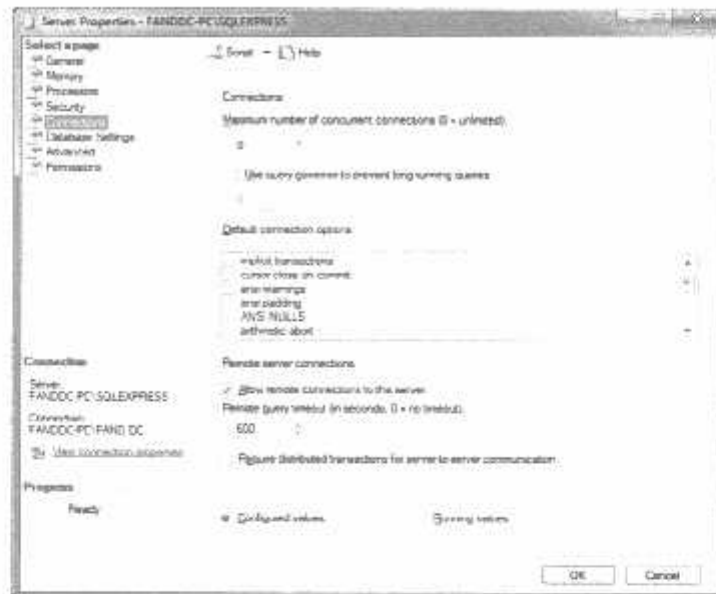 Server Properties - FANDDC-PC\SQLEXPRESS
Select a page
General
Memory
Processors
Security
Connections
Database Settings
Advanced
Permissions
Script
Help
Connections
Maximum number of concurrent connections (0 = unlimited):
0
Use query governor to prevent long-running queries
Default connection options:
implicit transactions
cursor close on commit
ansi warnings
ansi padding
ANSI NULLS
arithmetic abort
Connection
Server:
FANDDC-PC\SQLEXPRESS
Connection:
FANDDC-PC\FAND DC
View connection properties
Remote server connections
Allow remote connections to this server
Remote query timeout (in seconds, 0 = no timeout):
600
Require distributed transactions for server-to-server communication
Progress
Ready
Configured values
Running values
OK
Cancel